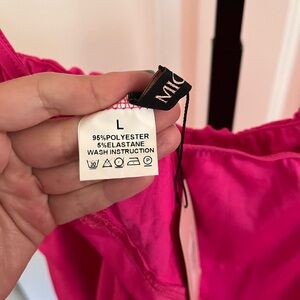 L
95%POLYESTER
5%ELASTANE
WASH INSTRUCTION